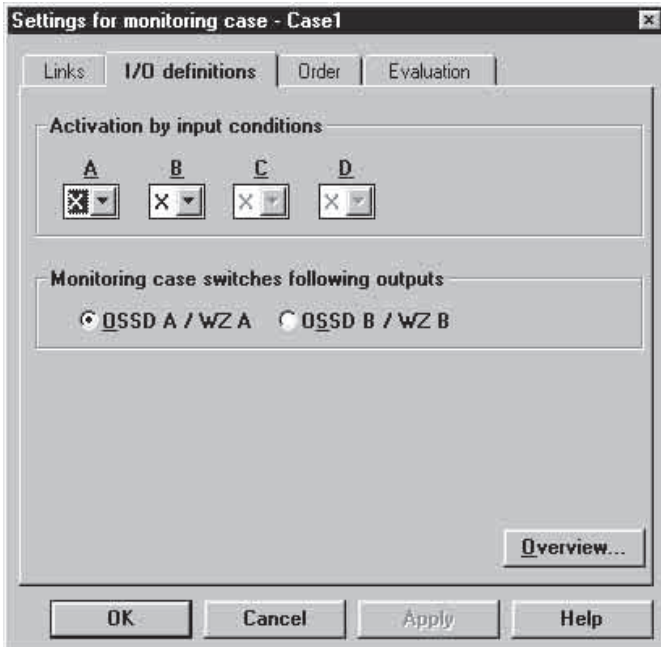 Settings for monitoring case - Case1
Links I/O definitions Order Evaluation
Activation by input conditions
A B C D
X X X X
Monitoring case switches following outputs
OSSD A / WZ A OSSD B / WZ B
Overview...
OK Cancel Apply Help